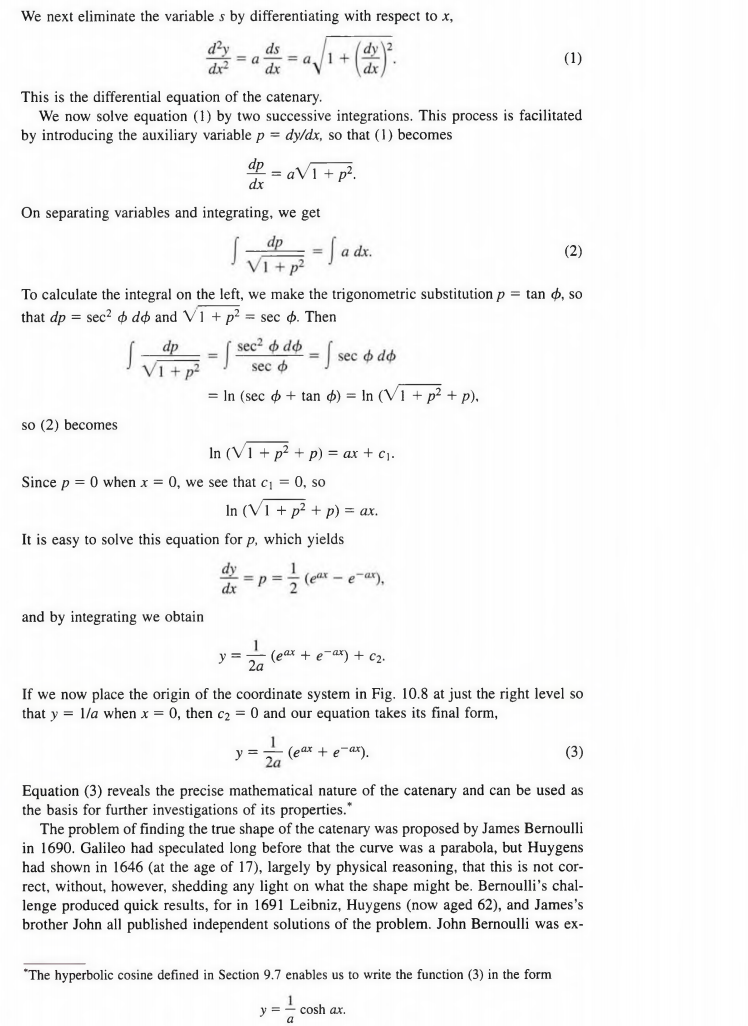 We next eliminate the variable s by differentiating with respect to x,
d²y/dx² = a ds/dx = a√(1 + (dy/dx)²). (1)
This is the differential equation of the catenary.
We now solve equation (1) by two successive integrations. This process is facilitated
by introducing the auxiliary variable p = dy/dx, so that (1) becomes
dp/dx = a√(1 + p²).
On separating variables and integrating, we get
∫ dp/√(1 + p²) = ∫ a dx. (2)
To calculate the integral on the left, we make the trigonometric substitution p = tan ϕ, so
that dp = sec² ϕ dϕ and √(1 + p²) = sec ϕ. Then
∫ dp/√(1 + p²) = ∫ sec² ϕ dϕ/sec ϕ = ∫ sec ϕ dϕ
= ln (sec ϕ + tan ϕ) = ln (√(1 + p²) + p),
so (2) becomes
ln (√(1 + p²) + p) = ax + c₁.
Since p = 0 when x = 0, we see that c₁ = 0, so
ln (√(1 + p²) + p) = ax.
It is easy to solve this equation for p, which yields
dy/dx = p = 1/2 (eᵃˣ − e⁻ᵃˣ),
and by integrating we obtain
y = 1/2a (eᵃˣ + e⁻ᵃˣ) + c₂.
If we now place the origin of the coordinate system in Fig. 10.8 at just the right level so
that y = 1/a when x = 0, then c₂ = 0 and our equation takes its final form,
y = 1/2a (eᵃˣ + e⁻ᵃˣ). (3)
Equation (3) reveals the precise mathematical nature of the catenary and can be used as
the basis for further investigations of its properties.*
The problem of finding the true shape of the catenary was proposed by James Bernoulli
in 1690. Galileo had speculated long before that the curve was a parabola, but Huygens
had shown in 1646 (at the age of 17), largely by physical reasoning, that this is not cor-
rect, without, however, shedding any light on what the shape might be. Bernoulli's chal-
lenge produced quick results, for in 1691 Leibniz, Huygens (now aged 62), and James's
brother John all published independent solutions of the problem. John Bernoulli was ex-
*The hyperbolic cosine defined in Section 9.7 enables us to write the function (3) in the form
y = 1/a cosh ax.